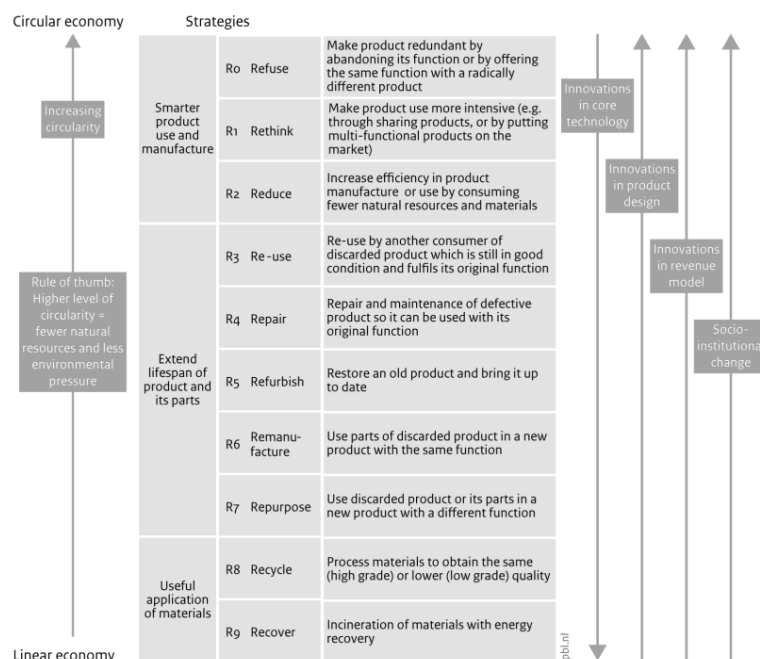 Circular economy
Strategies
Increasing
circularity
Rule of thumb:
Higher level of
circularity =
fewer natural
resources and less
environmental
pressure
Linear economy
Smarter
product
use and
manufacture
R0 Refuse
Make product redundant by
abandoning its function or by offering
the same function with a radically
different product
R1 Rethink
Make product use more intensive (e.g.
through sharing products, or by putting
multi-functional products on the
market)
R2 Reduce
Increase efficiency in product
manufacture or use by consuming
fewer natural resources and materials
Extend
lifespan of
product and
its parts
R3 Re-use
Re-use by another consumer of
discarded product which is still in good
condition and fulfils its original function
R4 Repair
Repair and maintenance of defective
product so it can be used with its
original function
R5 Refurbish
Restore an old product and bring it up
to date
R6 Remanu-
facture
Use parts of discarded product in a new
product with the same function
R7 Repurpose
Use discarded product or its parts in a
new product with a different function
Useful
application
of materials
R8 Recycle
Process materials to obtain the same
(high grade) or lower (low grade) quality
R9 Recover
Incineration of materials with energy
recovery
Innovations
in core
technology
Innovations
in product
design
Innovations
in revenue
model
Socio-
institutional
change
pbl.nl